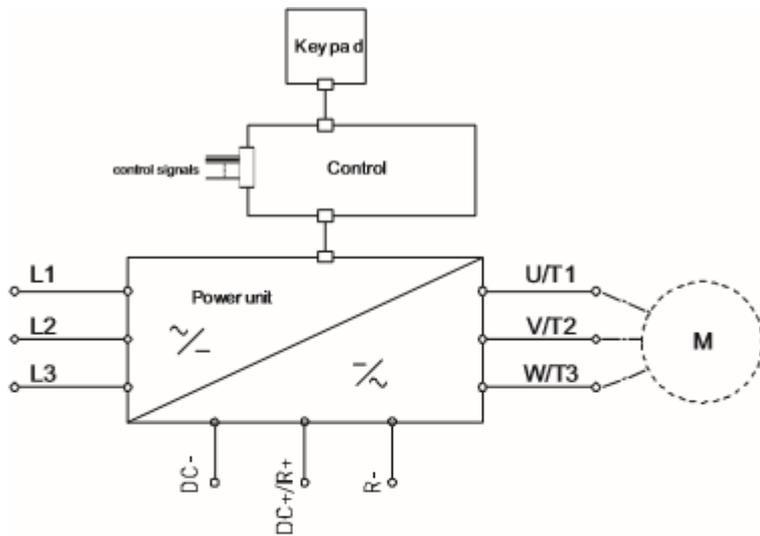 Keypad
control signals
Control
L1
L2
L3
Power unit
~/–
–/~
U/T1
V/T2
W/T3
M
DC-
DC+/R+
R-